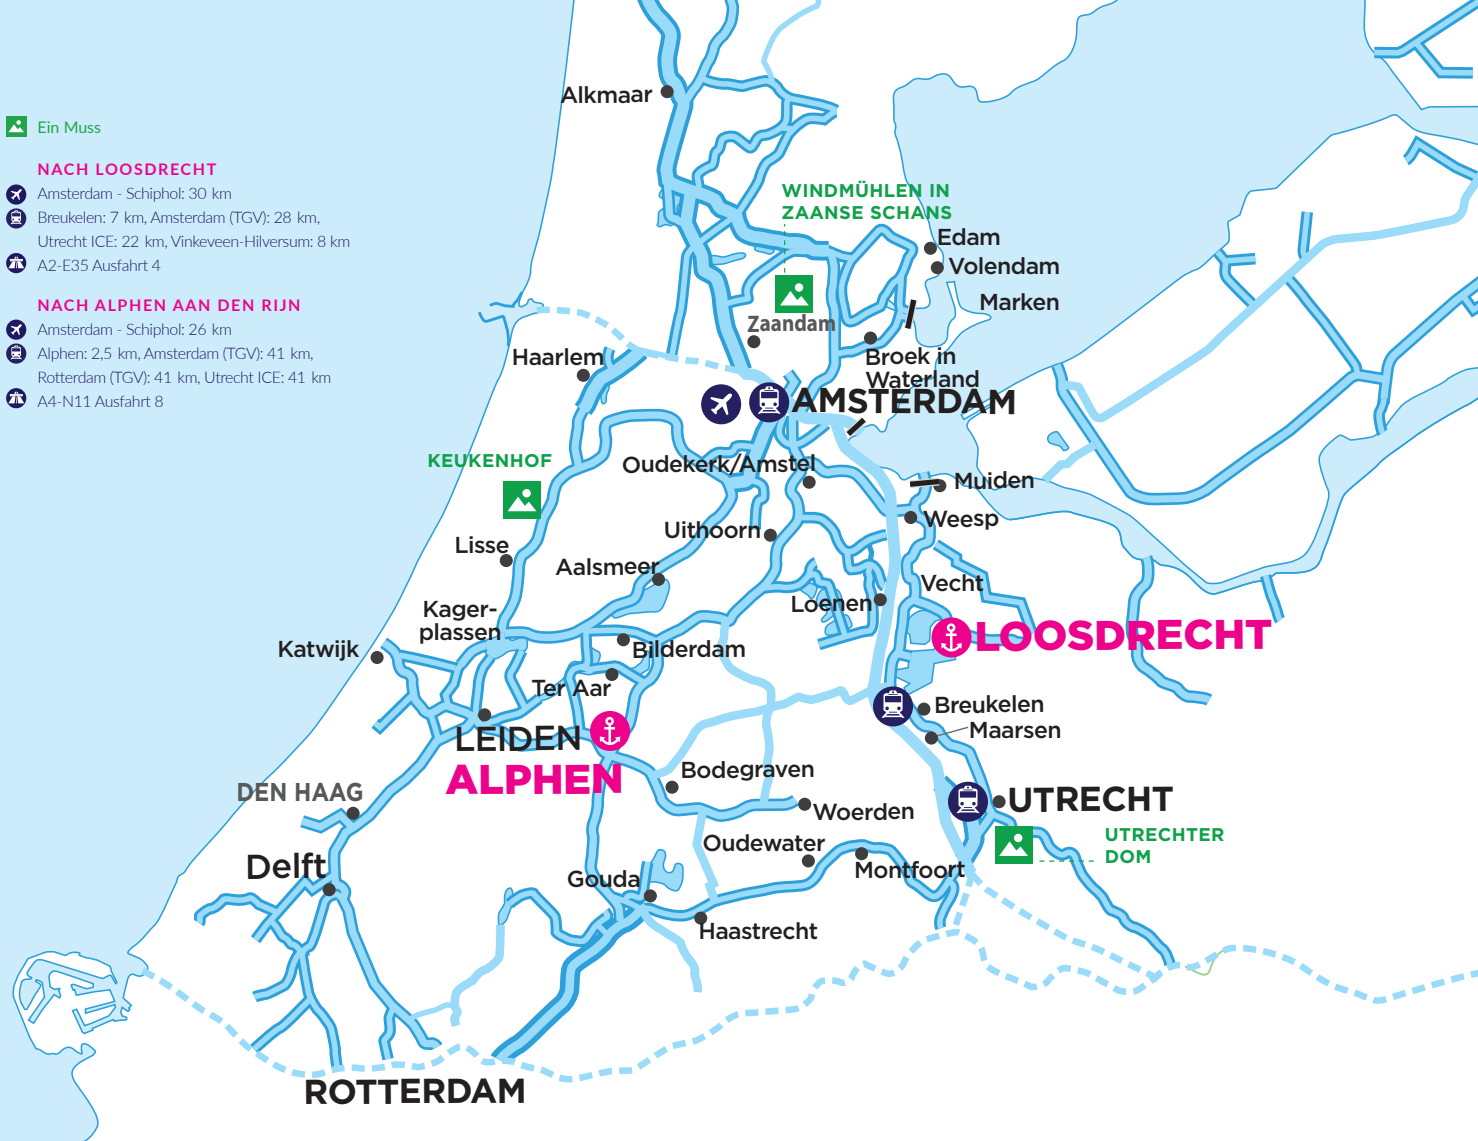 Ein Muss
NACH LOOSDRECHT
Amsterdam - Schiphol: 30 km
Breukelen: 7 km, Amsterdam (TGV): 28 km,
Utrecht ICE: 22 km, Vinkeveen-Hilversum: 8 km
A2-E35 Ausfahrt 4
NACH ALPHEN AAN DEN RIJN
Amsterdam - Schiphol: 26 km
Alphen: 2,5 km, Amsterdam (TGV): 41 km,
Rotterdam (TGV): 41 km, Utrecht ICE: 41 km
A4-N11 Ausfahrt 8
Alkmaar
WINDMÜHLEN IN
ZAANSE SCHANS
Edam
Volendam
Marken
Zaandam
Haarlem
Broek in
Waterland
AMSTERDAM
KEUKENHOF
Oudekerk/Amstel
Muiden
Weesp
Uithoorn
Lisse
Aalsmeer
Vecht
Loenen
Kager-
plassen
LOOSDRECHT
Katwijk
Bilderdam
Ter Aar
Breukelen
Maarsen
LEIDEN
ALPHEN
Bodegraven
DEN HAAG
UTRECHT
Woerden
UTRECHTER
DOM
Oudewater
Montfoort
Delft
Gouda
Haastrecht
ROTTERDAM